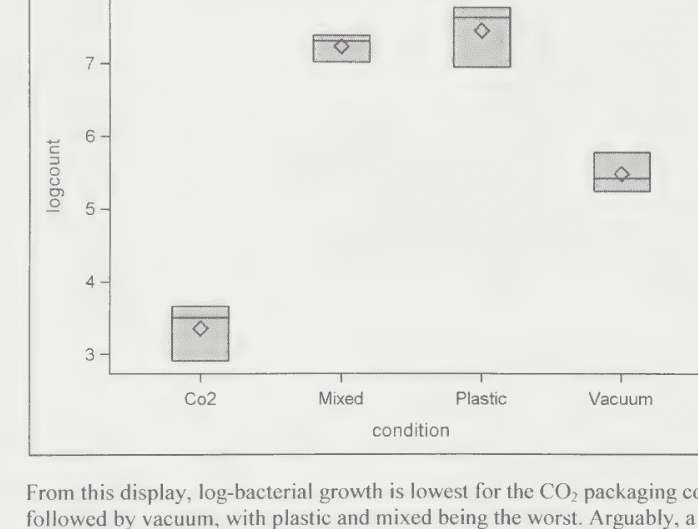 7
6
logcount
5
4
3
Co2 Mixed Plastic Vacuum
condition
From this display, log-bacterial growth is lowest for the CO₂ packaging
followed by vacuum, with plastic and mixed being the worst. Arguably,